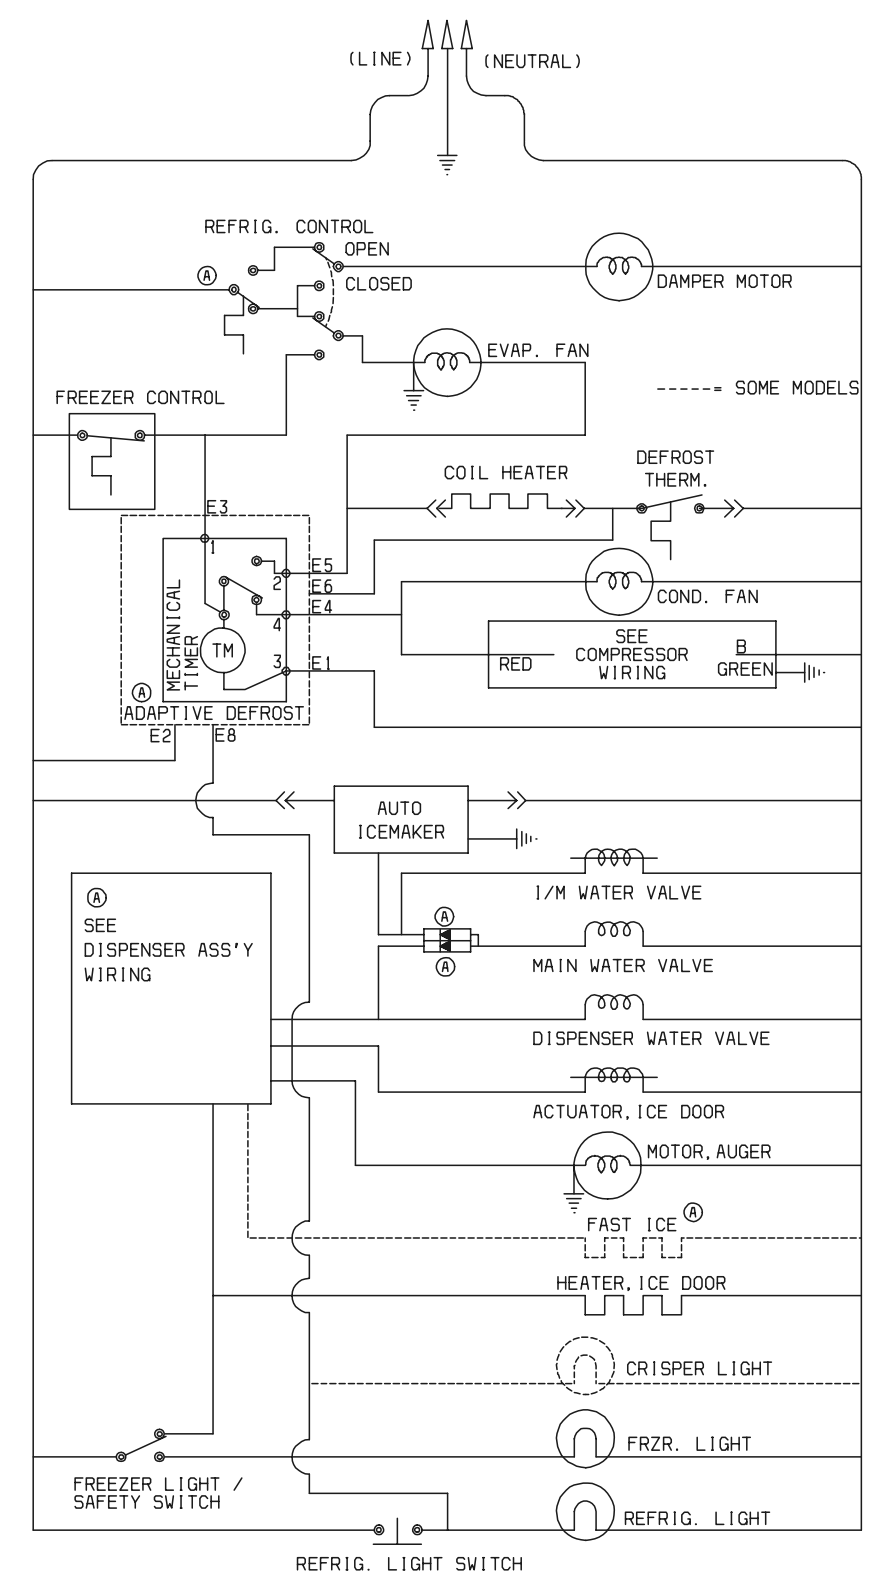 (LINE)
(NEUTRAL)
REFRIG. CONTROL
OPEN
A
CLOSED
DAMPER MOTOR
EVAP. FAN
-----= SOME MODELS
FREEZER CONTROL
COIL HEATER
DEFROST
THERM.
E3
1
E5
2
E6
E4
4
COND. FAN
MECHANICAL
TIMER
TM
3
E1
SEE
COMPRESSOR
WIRING
RED
B
GREEN
A
ADAPTIVE DEFROST
E2
E8
AUTO
ICEMAKER
I/M WATER VALVE
A
SEE
DISPENSER ASS'Y
WIRING
A
A
MAIN WATER VALVE
DISPENSER WATER VALVE
ACTUATOR, ICE DOOR
MOTOR, AUGER
FAST ICE
A
HEATER, ICE DOOR
CRISPER LIGHT
FRZR. LIGHT
FREEZER LIGHT /
SAFETY SWITCH
REFRIG. LIGHT
REFRIG. LIGHT SWITCH